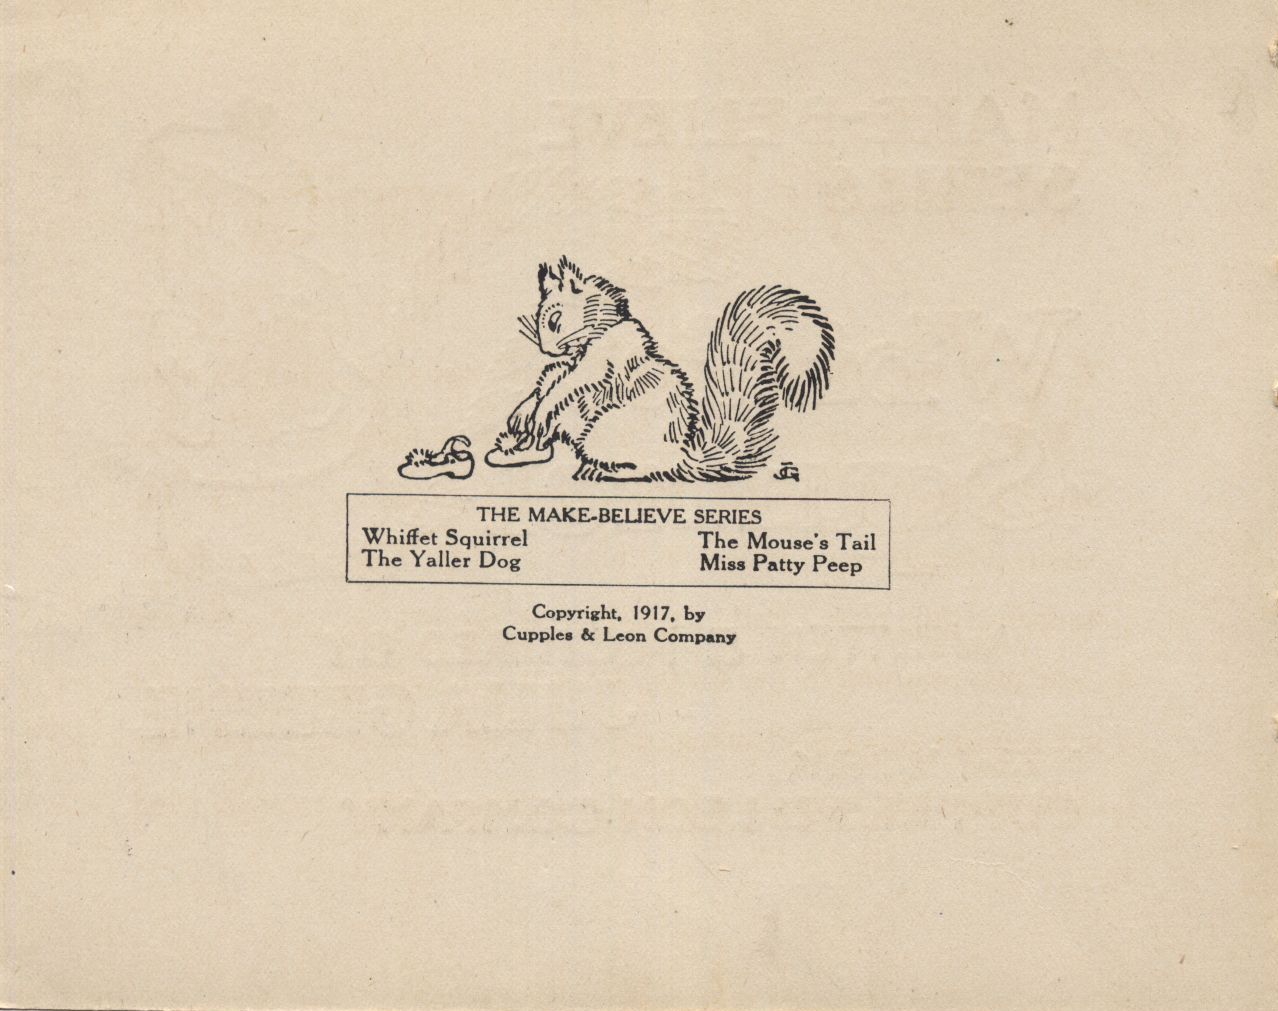 THE MAKE-BELIEVE SERIES
Whiffet Squirrel The Mouse's Tail
The Yaller Dog Miss Patty Peep
Copyright, 1917, by
Cupples & Leon Company